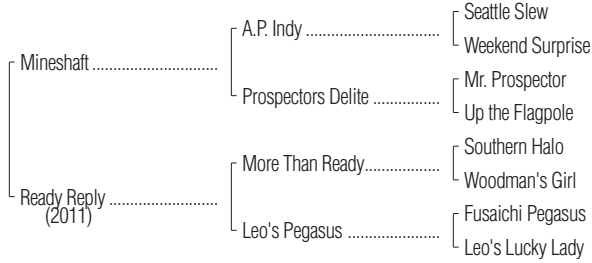 Seattle Slew
A.P. Indy ..........................
Weekend Surprise
Mineshaft ........................
Mr. Prospector
Prospectors Delite .............
Up the Flagpole
Southern Halo
More Than Ready...............
Woodman's Girl
Ready Reply .....................
(2011)
Fusaichi Pegasus
Leo's Pegasus ..................
Leo's Lucky Lady